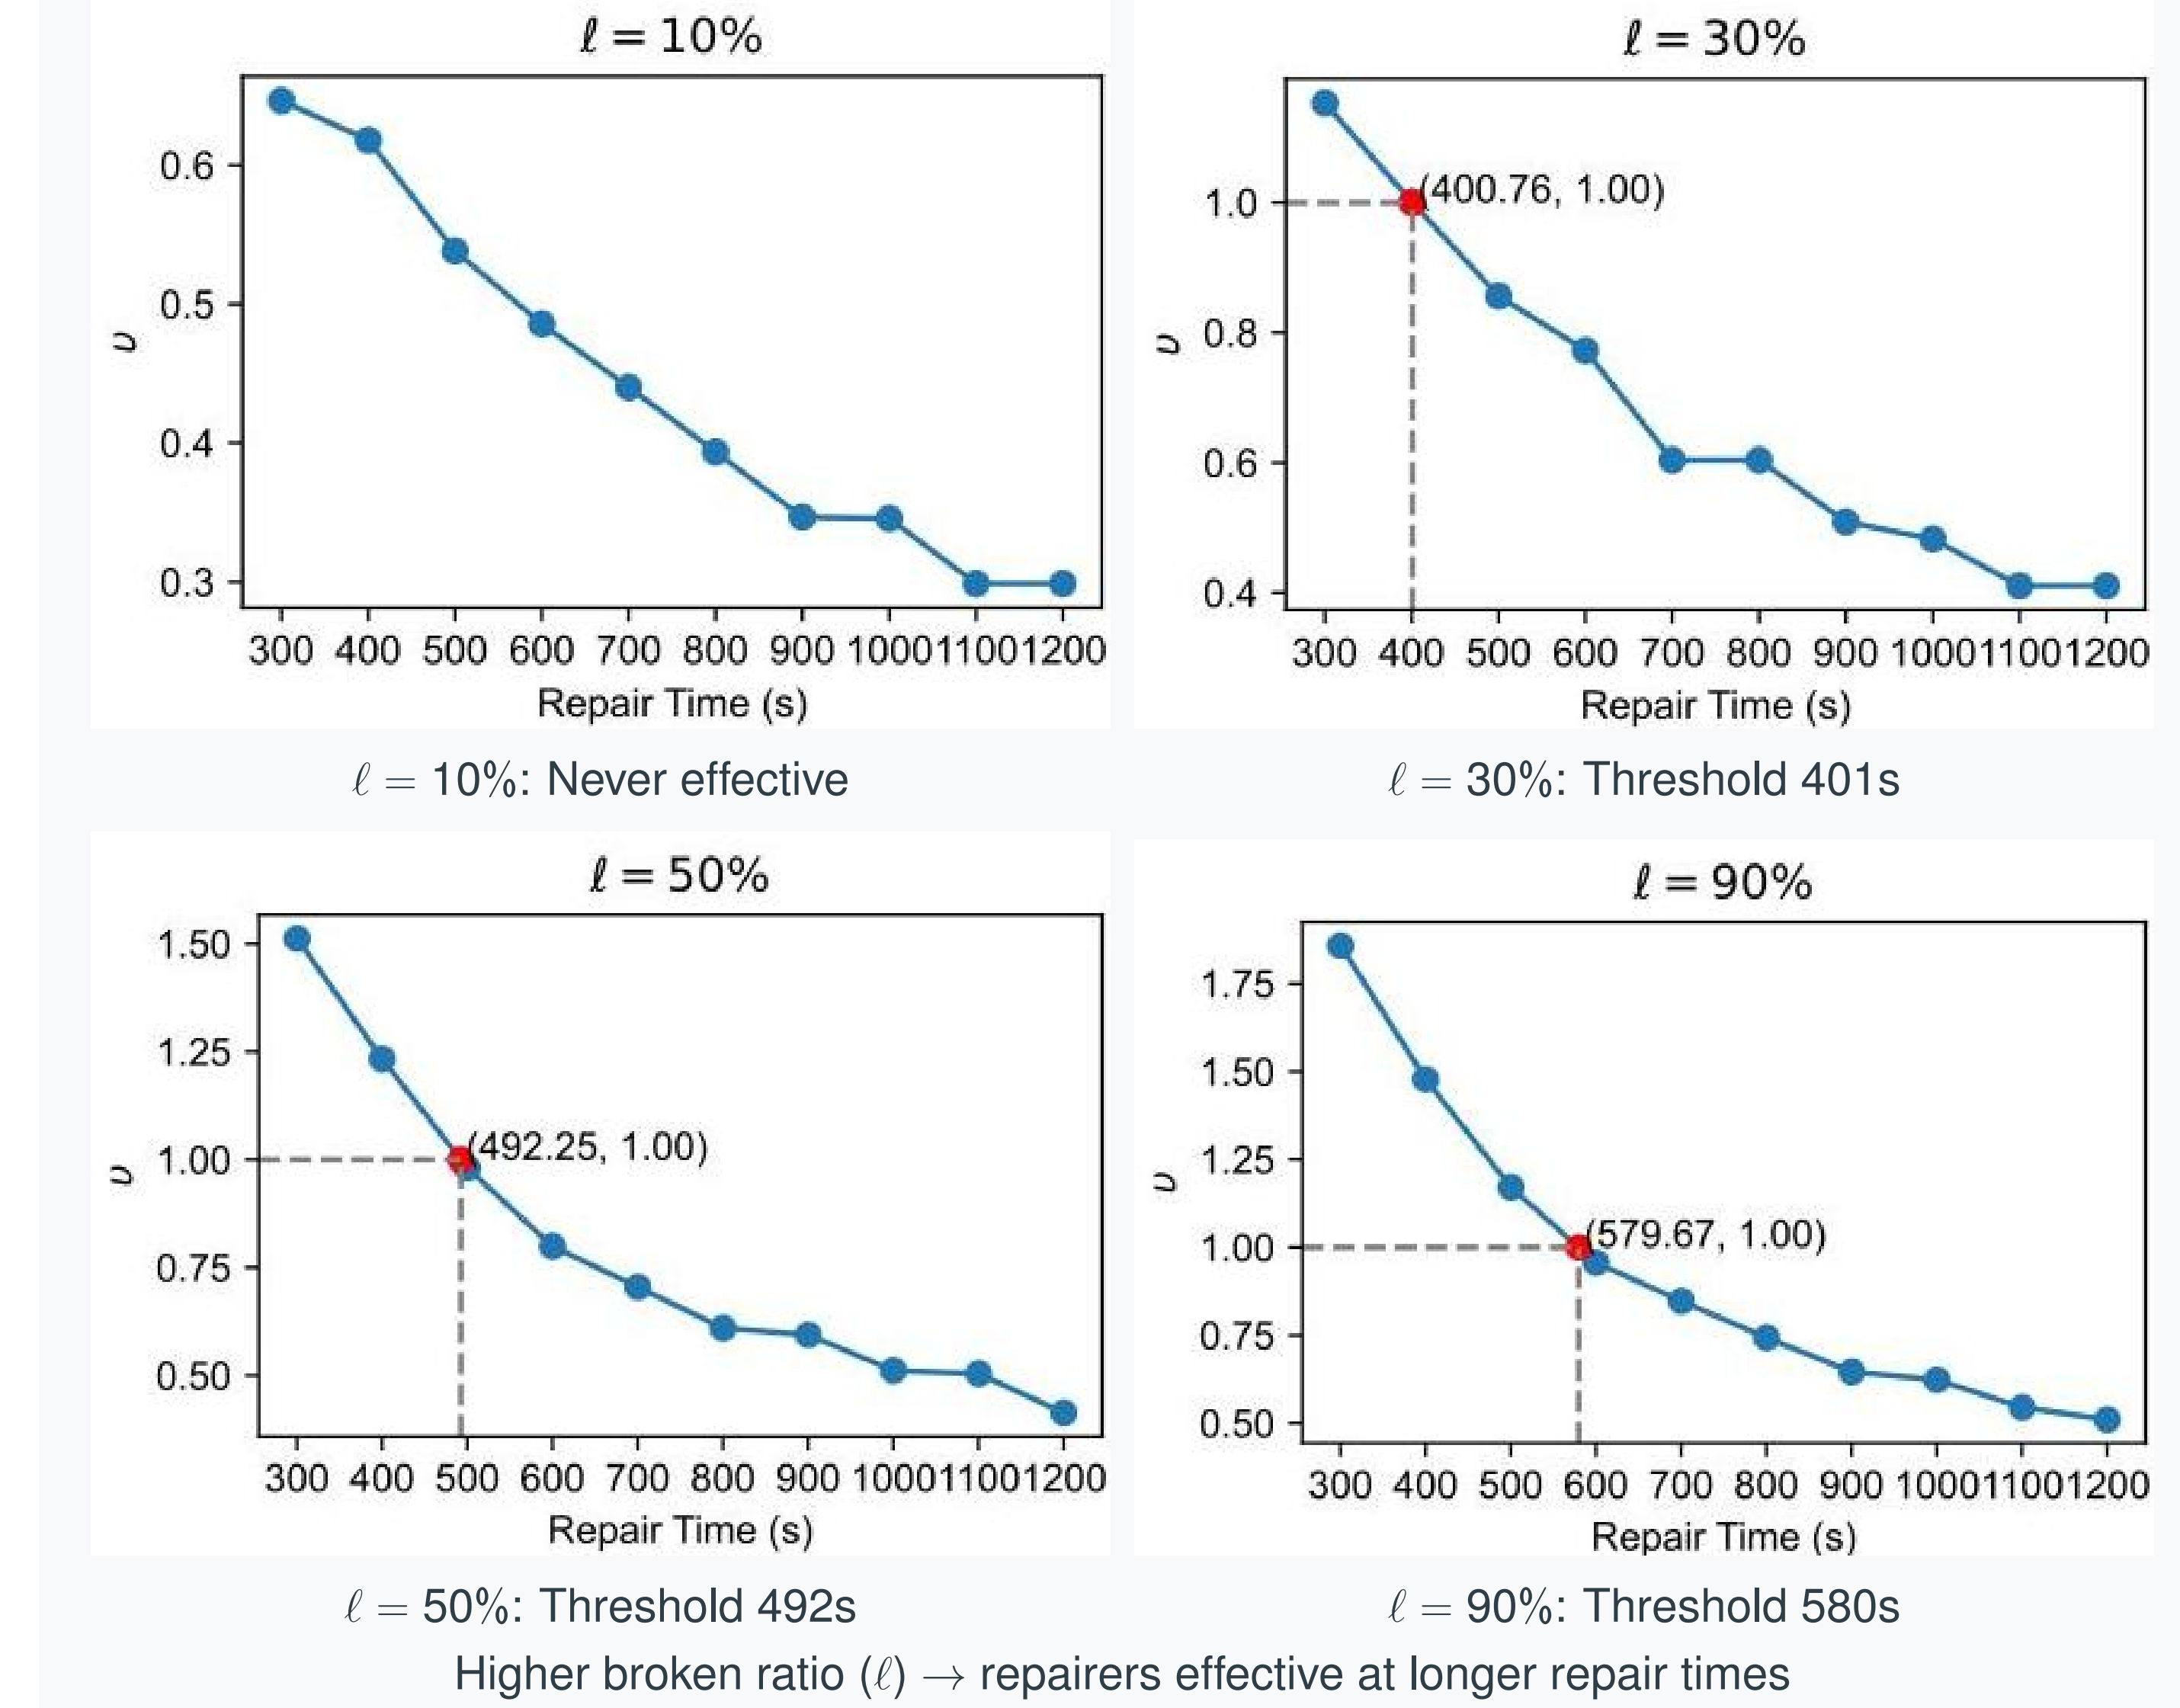 ℓ = 10%
0.6
0.5
0.4
0.3
υ
300 400 500 600 700 800 900 1000 1100 1200
Repair Time (s)
ℓ = 10%: Never effective
ℓ = 30%
(400.76, 1.00)
1.0
0.8
0.6
0.4
υ
300 400 500 600 700 800 900 1000 1100 1200
Repair Time (s)
ℓ = 30%: Threshold 401s
ℓ = 50%
1.50
1.25
(492.25, 1.00)
1.00
0.75
0.50
υ
300 400 500 600 700 800 900 1000 1100 1200
Repair Time (s)
ℓ = 50%: Threshold 492s
ℓ = 90%
1.75
1.50
1.25
(579.67, 1.00)
1.00
0.75
0.50
υ
300 400 500 600 700 800 900 1000 1100 1200
Repair Time (s)
ℓ = 90%: Threshold 580s
Higher broken ratio (ℓ) → repairers effective at longer repair times